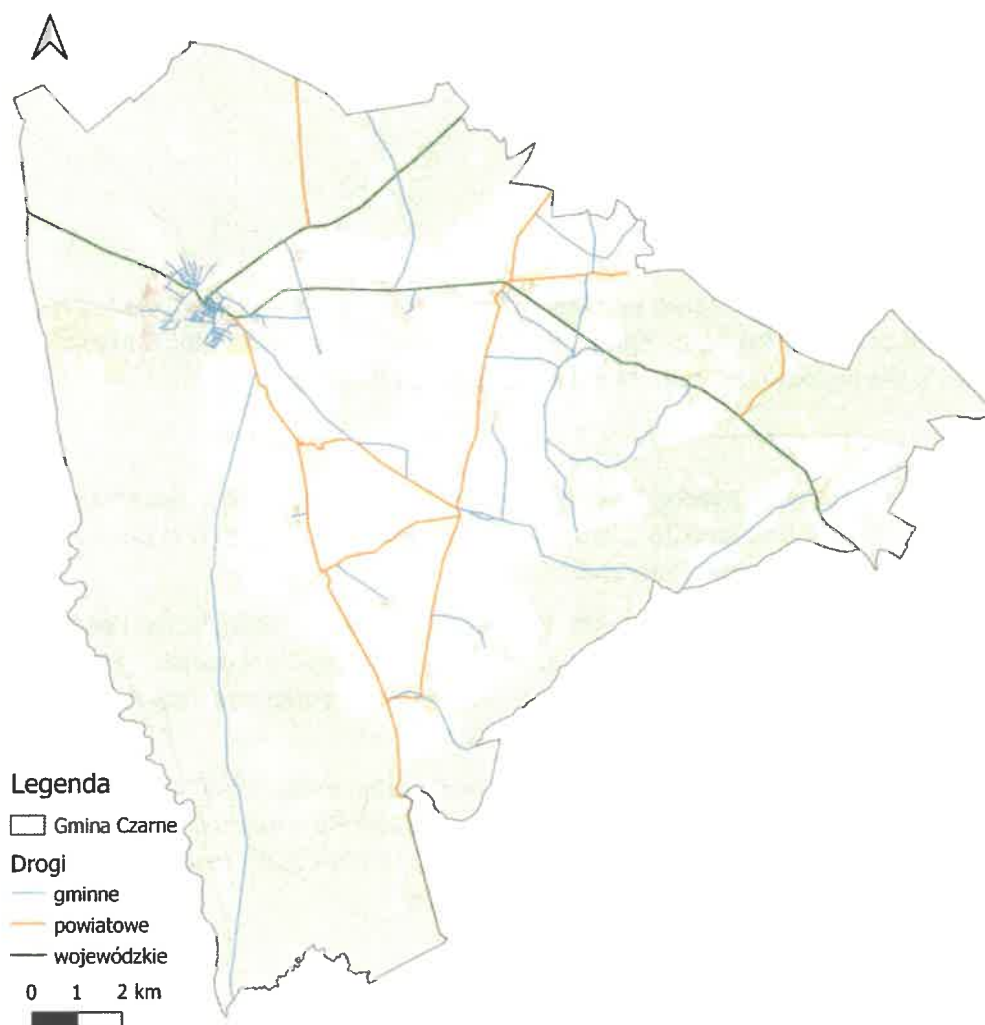 Legenda
Gmina Czarne
Drogi
gminne
powiatowe
wojewódzkie
0 1 2 km